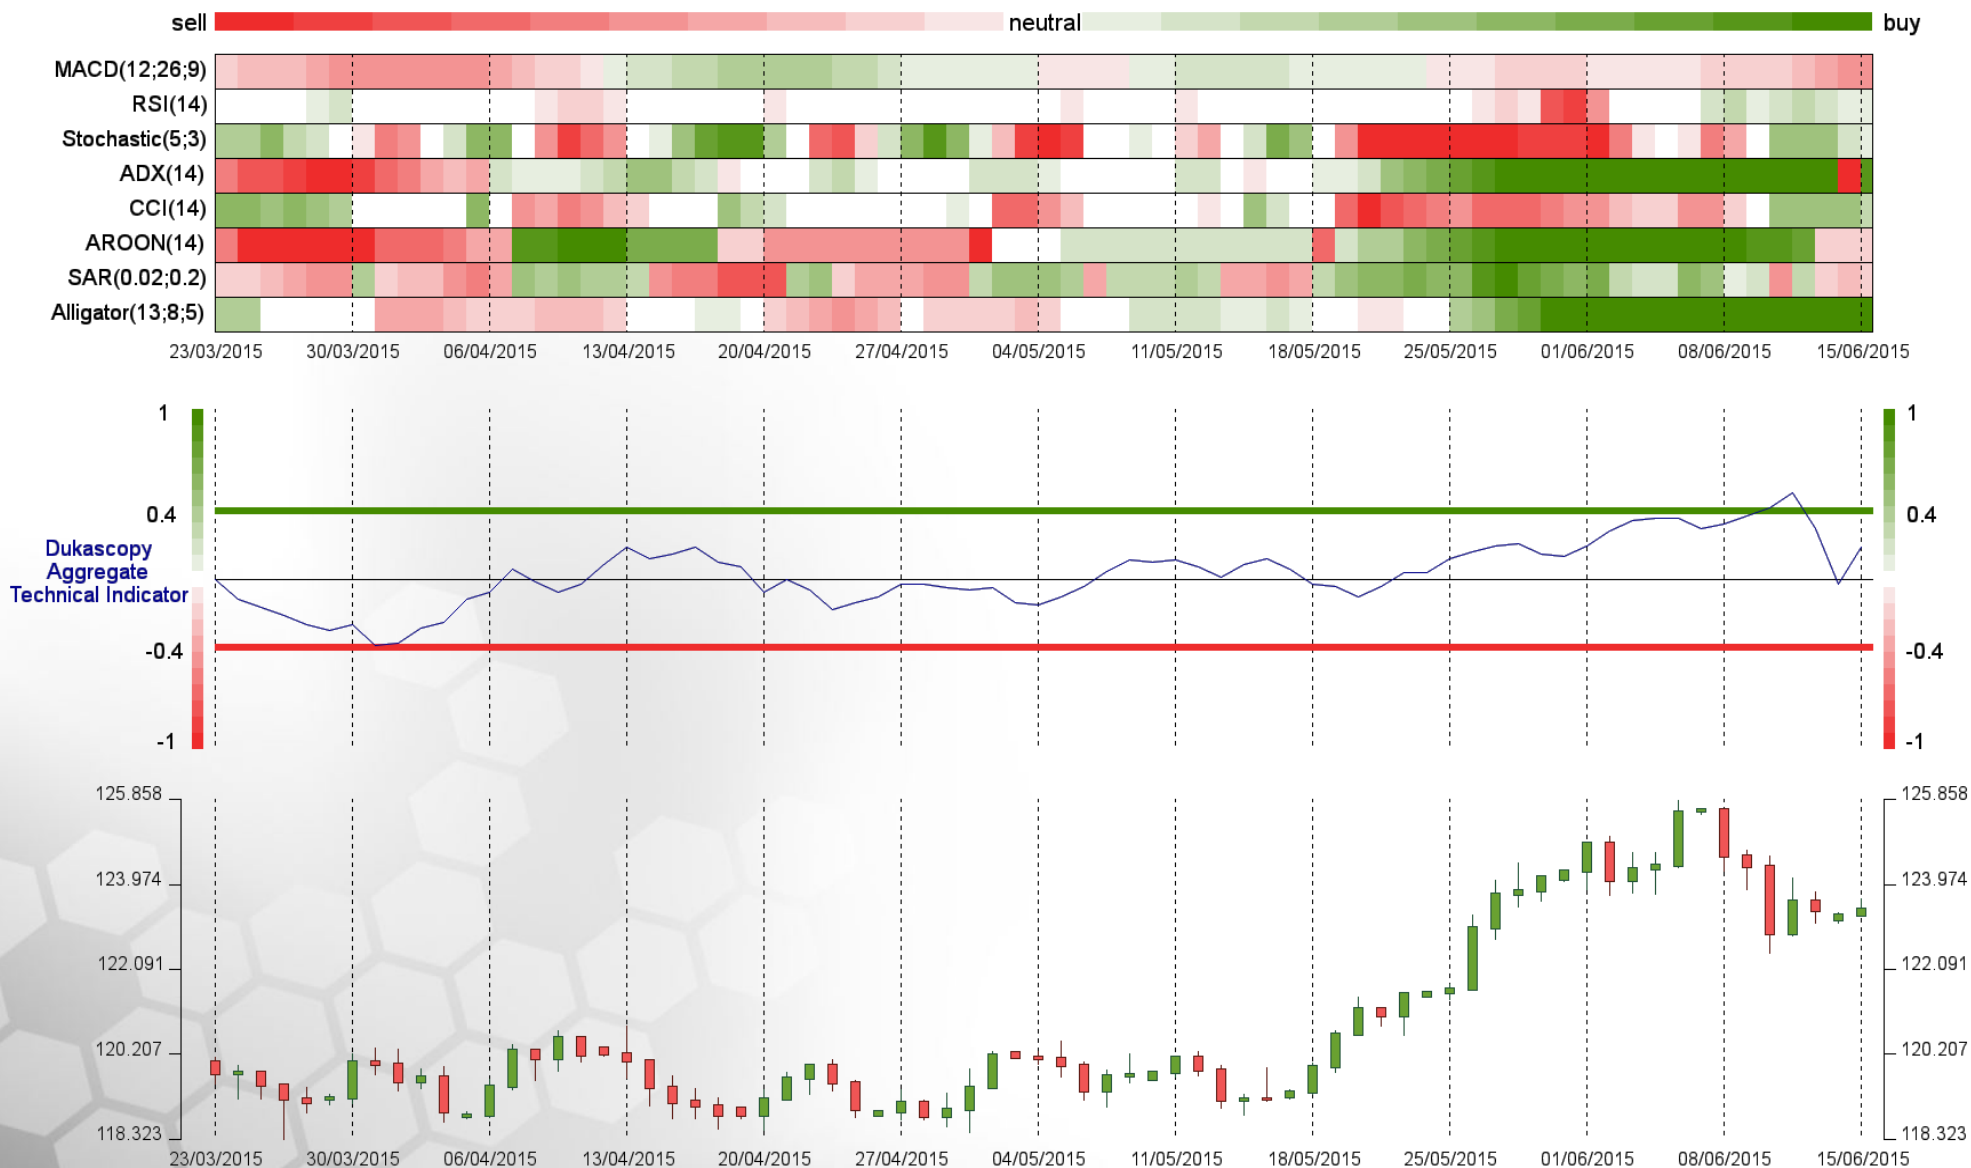 sell neutral buy
MACD(12;26;9)
RSI(14)
Stochastic(5;3)
ADX(14)
CCI(14)
AROON(14)
SAR(0.02;0.2)
Alligator(13;8;5)
23/03/2015 30/03/2015 06/04/2015 13/04/2015 20/04/2015 27/04/2015 04/05/2015 11/05/2015 18/05/2015 25/05/2015 01/06/2015 08/06/2015 15/06/2015
1 1
0.4 0.4
Dukascopy
Aggregate
Technical Indicator
-0.4 -0.4
-1 -1
125.858 125.858
123.974 123.974
122.091 122.091
120.207 120.207
118.323 118.323
23/03/2015 30/03/2015 06/04/2015 13/04/2015 20/04/2015 27/04/2015 04/05/2015 11/05/2015 18/05/2015 25/05/2015 01/06/2015 08/06/2015 15/06/2015